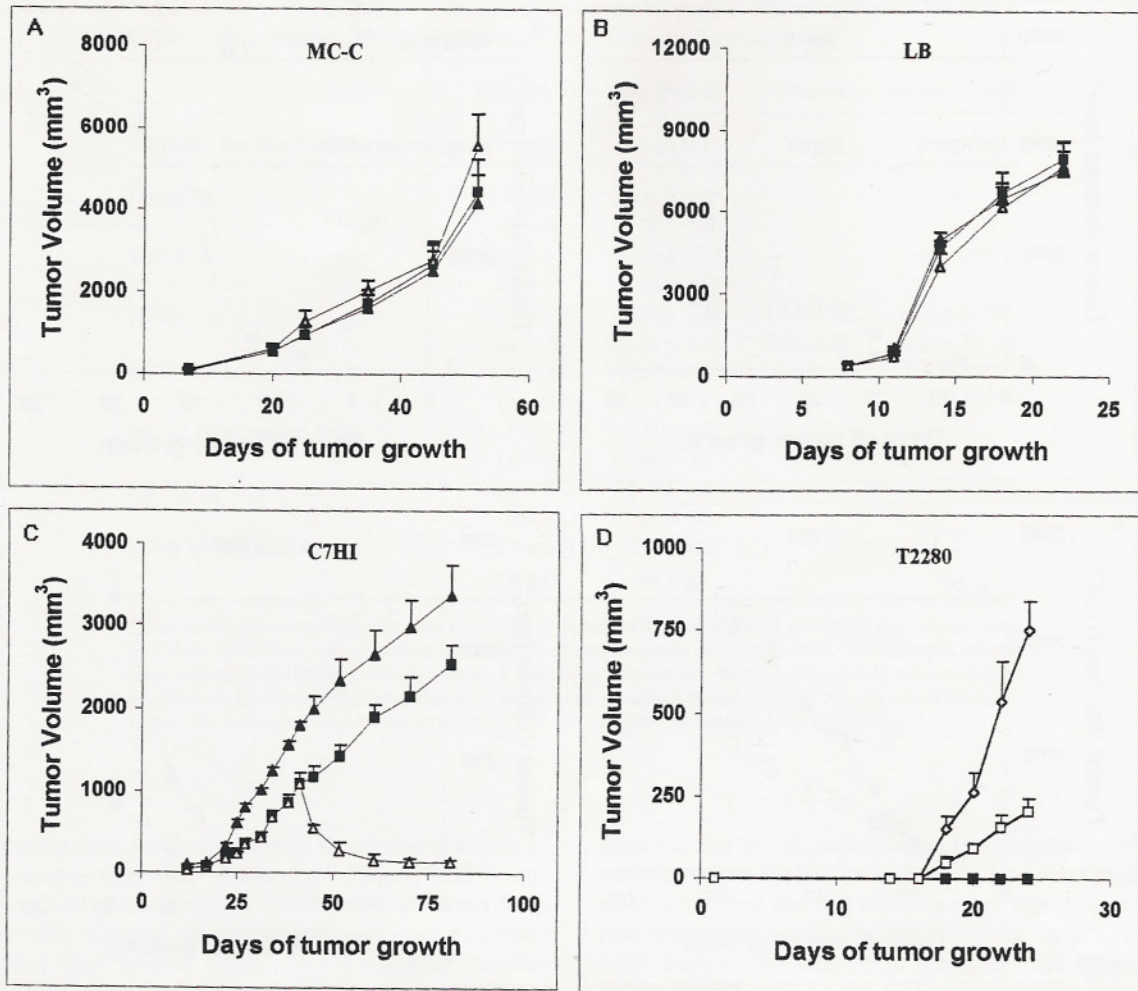 A
MC-C
Tumor Volume (mm³)
8000
6000
4000
2000
0
0 20 40 60
Days of tumor growth
B
LB
Tumor Volume (mm³)
12000
9000
6000
3000
0
0 5 10 15 20 25
Days of tumor growth
C
C7HI
Tumor Volume (mm³)
4000
3000
2000
1000
0
0 25 50 75 100
Days of tumor growth
D
T2280
Tumor Volume (mm³)
1000
750
500
250
0
0 10 20 30
Days of tumor growth